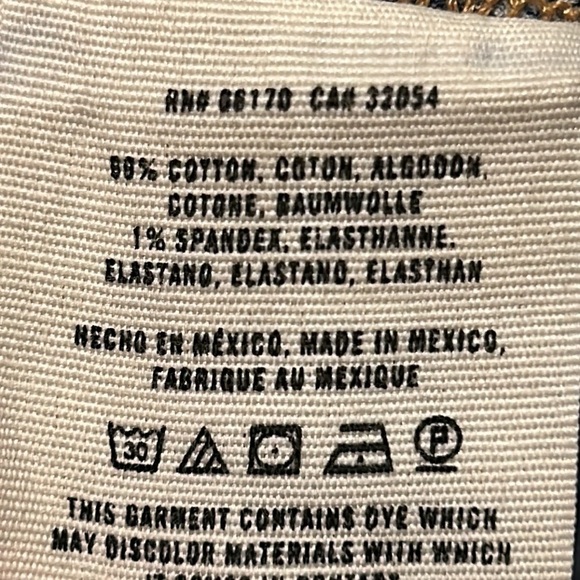 RN# 66170 CA# 32054
99% COTTON, COTON, ALGODON,
COTONE, BAUMWOLLE
1% SPANDEX, ELASTHANNE,
ELASTANO, ELASTANO, ELASTHAN
HECHO EN MÉXICO, MADE IN MEXICO,
FABRIQUE AU MEXIQUE
30
P
THIS GARMENT CONTAINS DYE WHICH
MAY DISCOLOR MATERIALS WITH WHICH